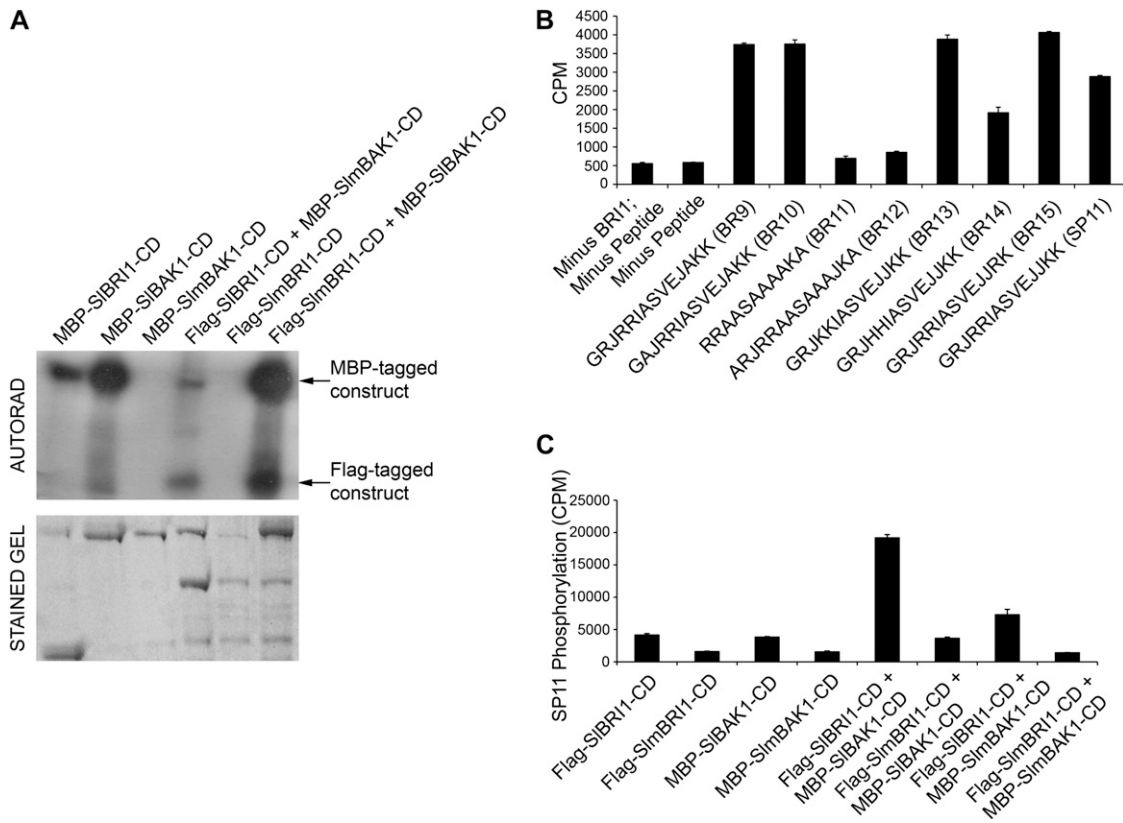 A
MBP-SlBRI1-CD
MBP-SlBAK1-CD
MBP-SlmBAK1-CD
Flag-SlBRI1-CD + MBP-SlmBAK1-CD
Flag-SlmBRI1-CD
Flag-SlmBRI1-CD + MBP-SlBAK1-CD
AUTORAD
MBP-tagged
construct
Flag-tagged
construct
STAINED GEL
B
CPM
4500
4000
3500
3000
2500
2000
1500
1000
500
0
Minus BRI1;
Minus Peptide
Minus Peptide
GRJRRIASVEJAKK (BR9)
GAJRRIASVEJAKK (BR10)
RRAASAAAAKA (BR11)
ARJRRAASAAAJKA (BR12)
GRJKKIASVEJJKK (BR13)
GRJHHIASVEJJKK (BR14)
GRJRRIASVEJJRK (BR15)
GRJRRIASVEJJKK (SP11)
C
SP11 Phosphorylation (CPM)
25000
20000
15000
10000
5000
0
Flag-SlBRI1-CD
Flag-SlmBRI1-CD
MBP-SlBAK1-CD
MBP-SlmBAK1-CD
Flag-SlBRI1-CD +
MBP-SlBAK1-CD
Flag-SlmBRI1-CD +
MBP-SlBAK1-CD
Flag-SlBRI1-CD +
MBP-SlmBAK1-CD
Flag-SlmBRI1-CD +
MBP-SlmBAK1-CD